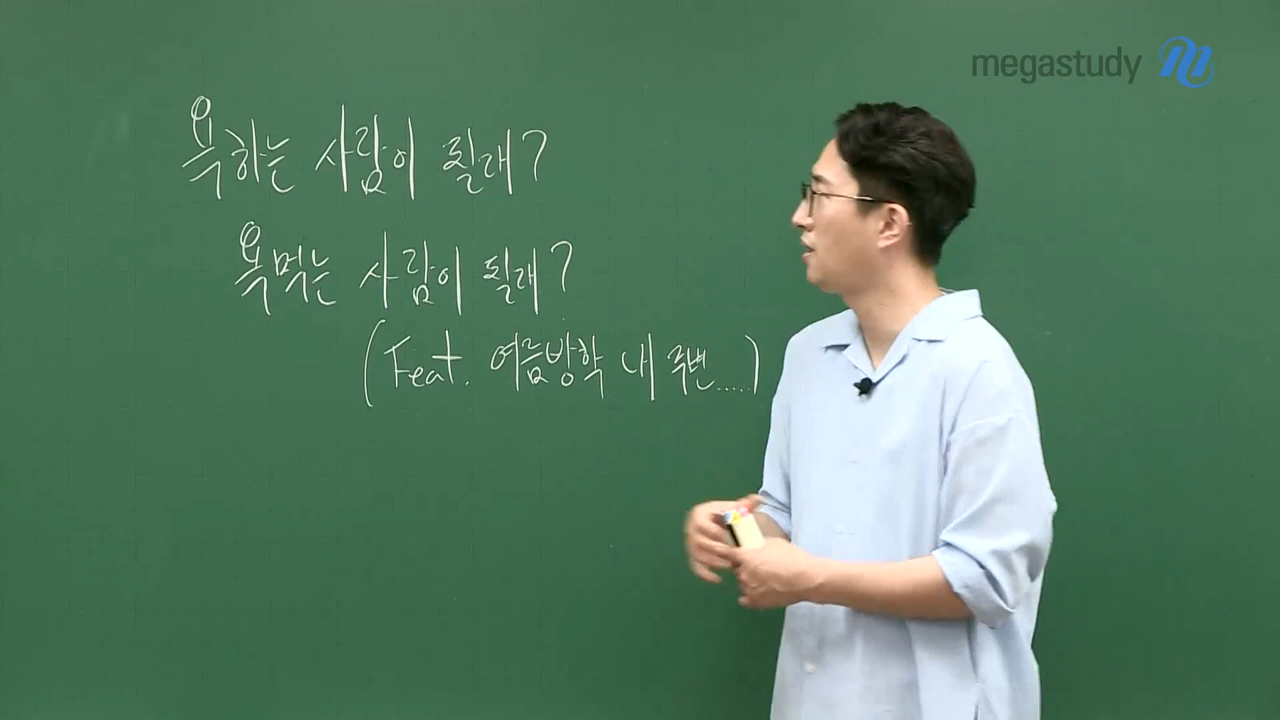 megastudy
욕하는 사람이 될래?
욕먹는 사람이 될래?
(Feat. 여름방학 내 주변.....)